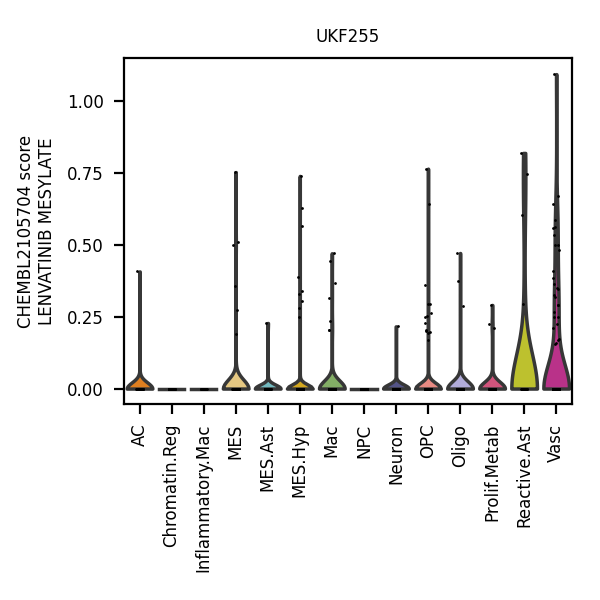 UKF255
CHEMBL2105704 score
LENVATINIB MESYLATE
1.00
0.75
0.50
0.25
0.00
AC
Chromatin.Reg
Inflammatory.Mac
MES
MES.Ast
MES.Hyp
Mac
NPC
Neuron
OPC
Oligo
Prolif.Metab
Reactive.Ast
Vasc